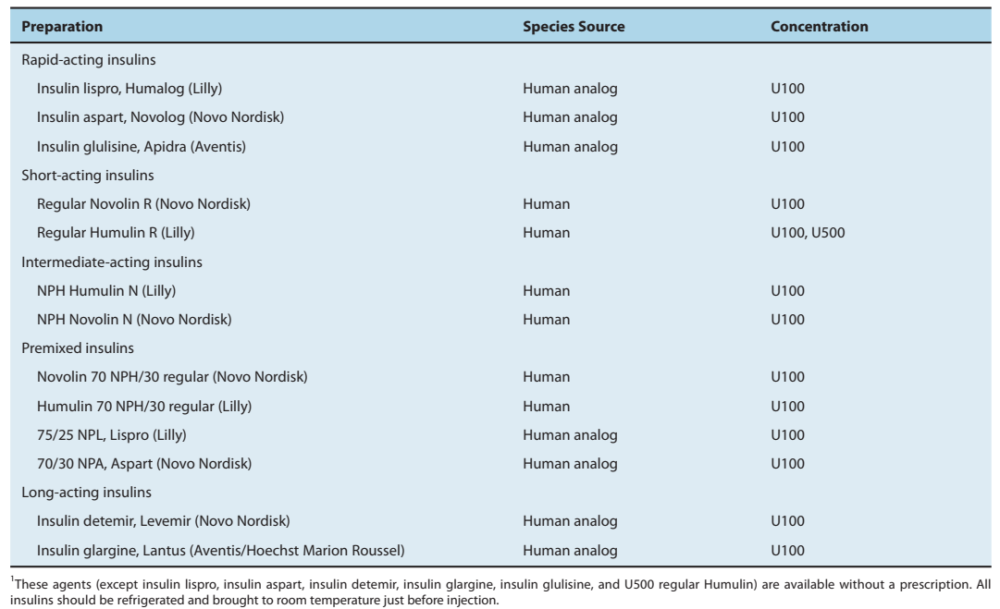 Preparation Species Source Concentration
Rapid-acting insulins
Insulin lispro, Humalog (Lilly) Human analog U100
Insulin aspart, Novolog (Novo Nordisk) Human analog U100
Insulin glulisine, Apidra (Aventis) Human analog U100
Short-acting insulins
Regular Novolin R (Novo Nordisk) Human U100
Regular Humulin R (Lilly) Human U100, U500
Intermediate-acting insulins
NPH Humulin N (Lilly) Human U100
NPH Novolin N (Novo Nordisk) Human U100
Premixed insulins
Novolin 70 NPH/30 regular (Novo Nordisk) Human U100
Humulin 70 NPH/30 regular (Lilly) Human U100
75/25 NPL, Lispro (Lilly) Human analog U100
70/30 NPA, Aspart (Novo Nordisk) Human analog U100
Long-acting insulins
Insulin detemir, Levemir (Novo Nordisk) Human analog U100
Insulin glargine, Lantus (Aventis/Hoechst Marion Roussel) Human analog U100
1These agents (except insulin lispro, insulin aspart, insulin detemir, insulin glargine, insulin glulisine, and U500 regular Humulin) are available without a prescription. All
insulins should be refrigerated and brought to room temperature just before injection.